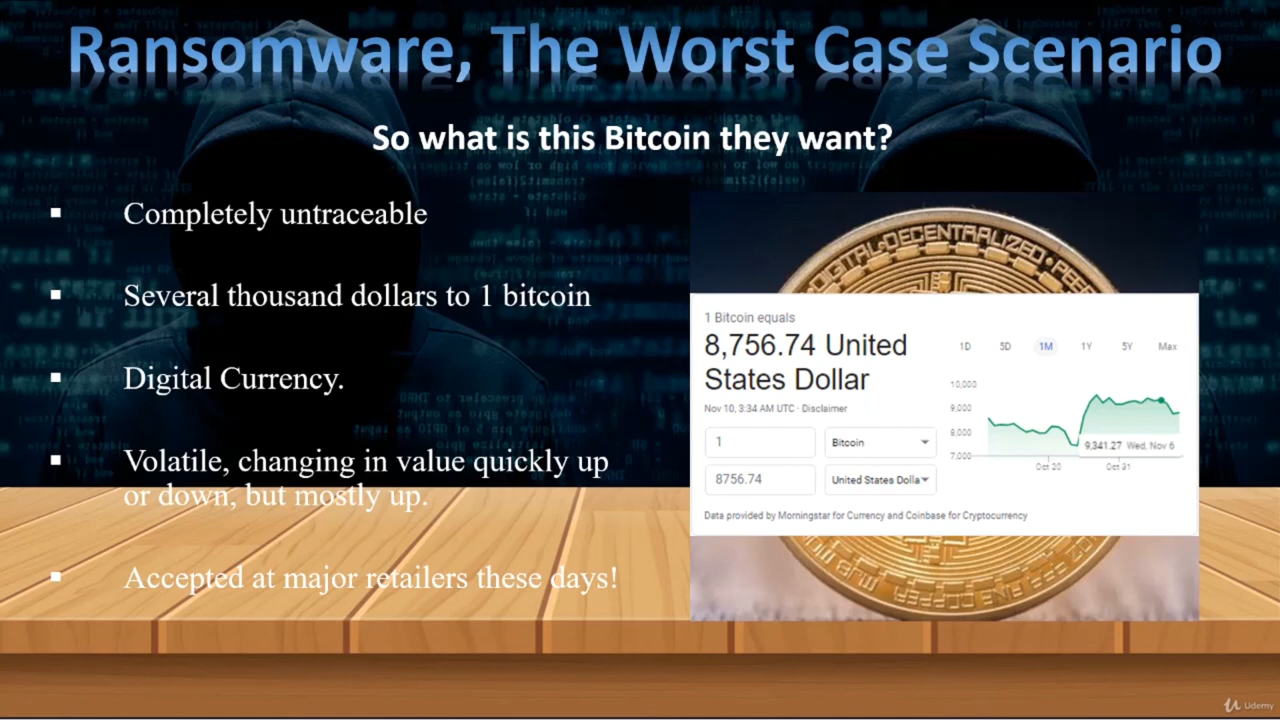 Ransomware, The Worst Case Scenario
So what is this Bitcoin they want?
▪ Completely untraceable
▪ Several thousand dollars to 1 bitcoin
▪ Digital Currency.
▪ Volatile, changing in value quickly up
or down, but mostly up.
▪ Accepted at major retailers these days!
DIGITAL DECENTRALIZED PEER
1 Bitcoin equals
8,756.74 United
States Dollar
Nov 10, 3:34 AM UTC · Disclaimer
1 Bitcoin
8756.74 United States Dolla
1D 5D 1M 1Y 5Y Max
10,000
9,000
8,000
7,000
9,341.27 Wed, Nov 6
Oct 20 Oct 31
Data provided by Morningstar for Currency and Coinbase for Cryptocurrency
Udemy